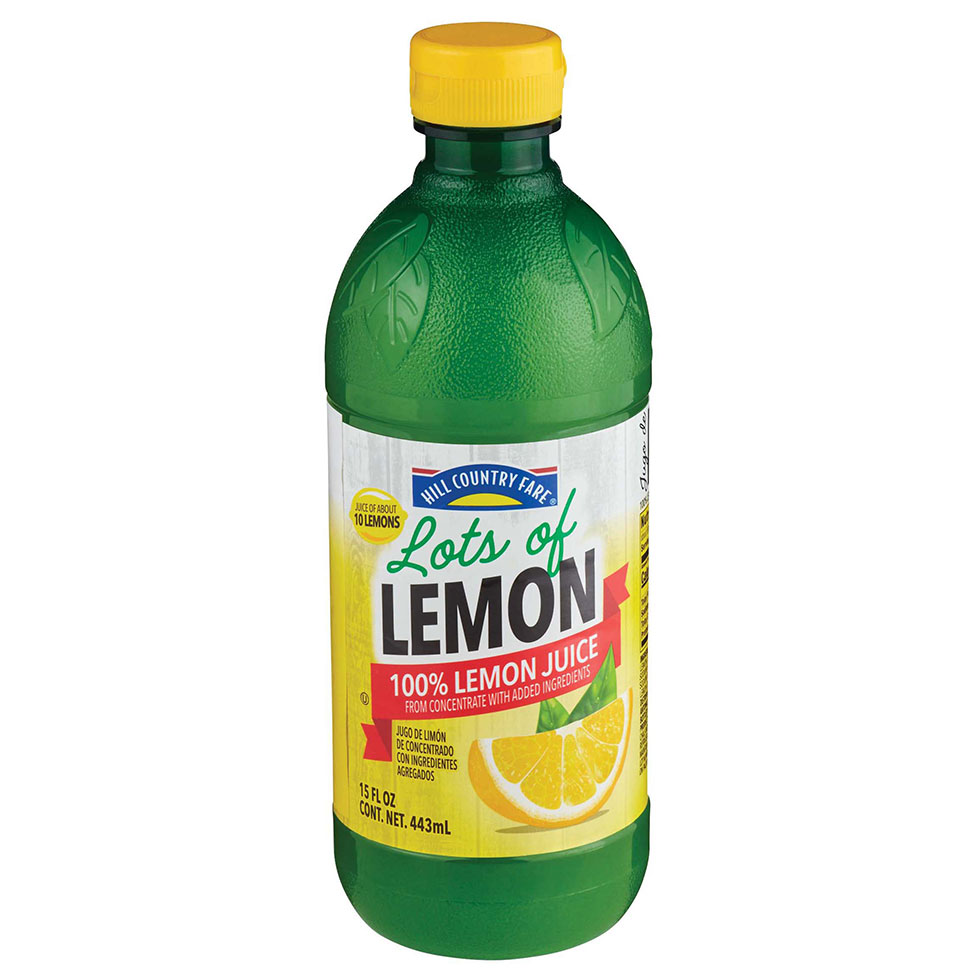 HILL COUNTRY FARE®
JUICE OF ABOUT
10 LEMONS
Lots of
LEMON
100% LEMON JUICE
FROM CONCENTRATE WITH ADDED INGREDIENTS
U
JUGO DE LIMÓN
DE CONCENTRADO
CON INGREDIENTES
AGREGADOS
15 FL OZ
CONT. NET. 443mL
Jugo de